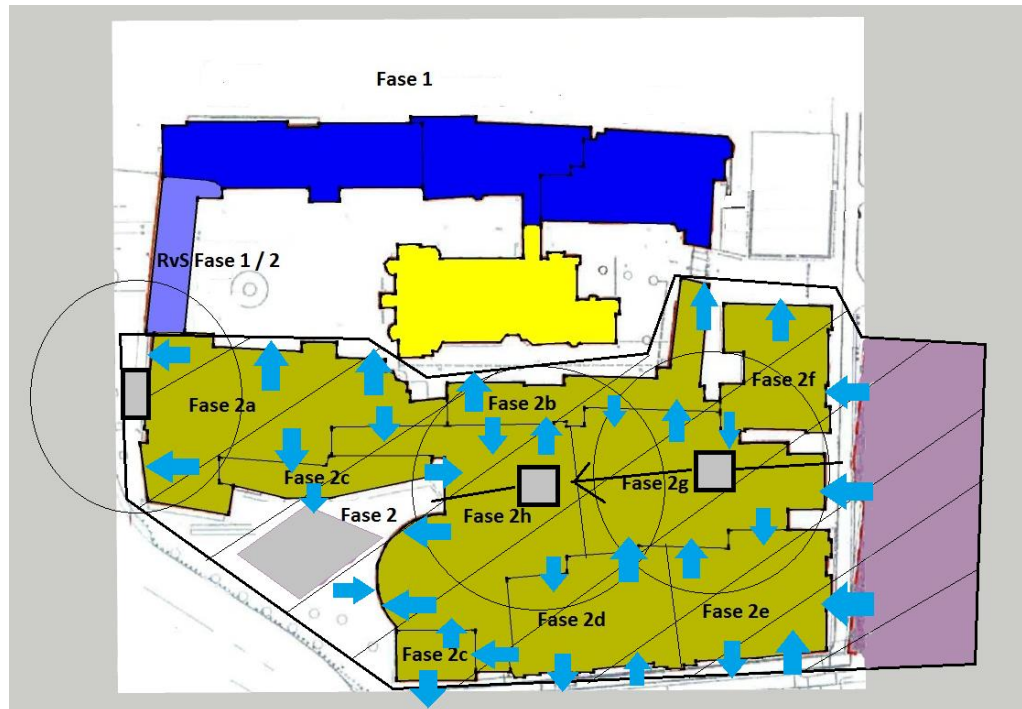 Fase 1
RvS Fase 1 / 2
Fase 2f
Fase 2a
Fase 2b
Fase 2c
Fase 2g
Fase 2
Fase 2h
Fase 2d
Fase 2e
Fase 2c